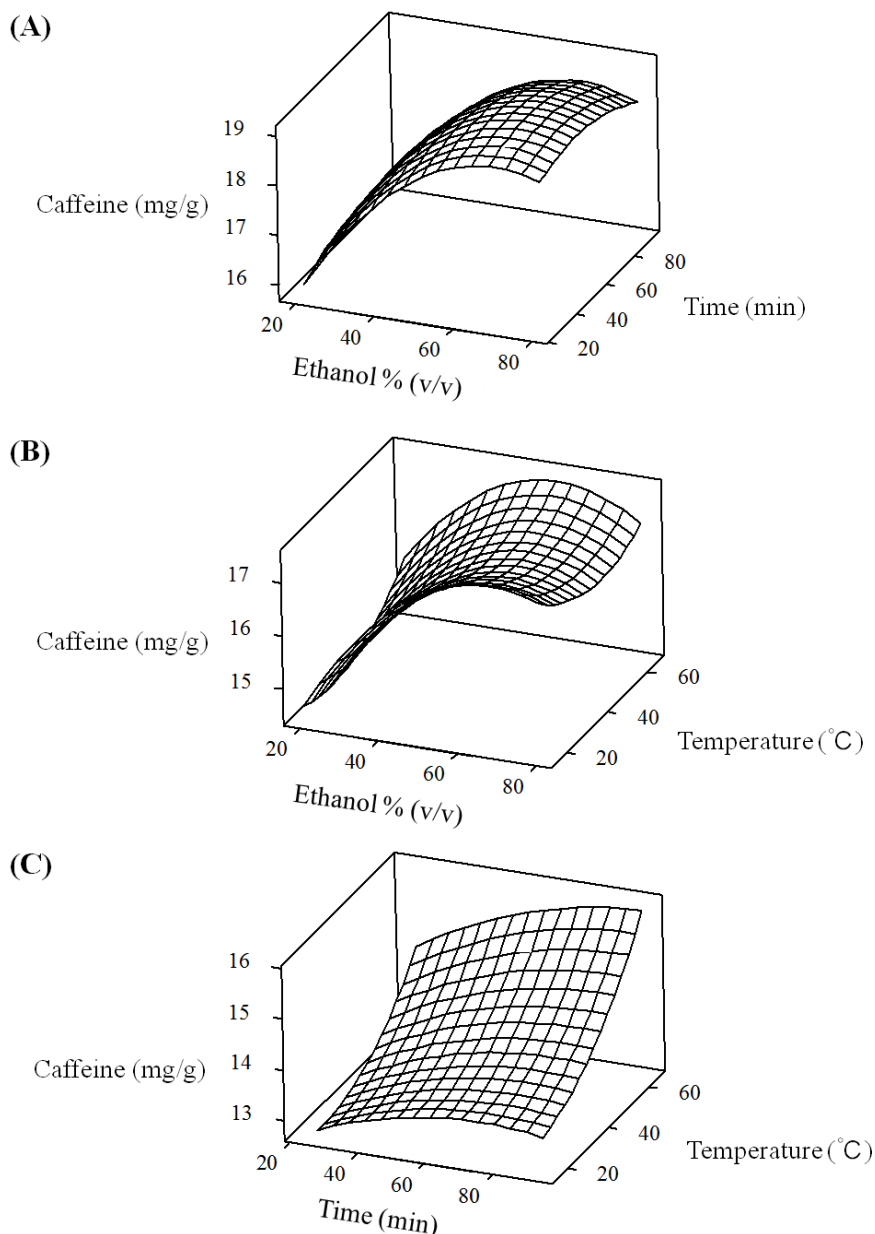 (A)
19
18
Caffeine (mg/g)
17
16
20
40
60
80
Ethanol % (v/v)
20
40
60
80
Time (min)
(B)
17
16
Caffeine (mg/g)
15
20
40
60
80
Ethanol % (v/v)
20
40
60
Temperature (℃)
(C)
16
15
14
Caffeine (mg/g)
13
20
40
60
80
Time (min)
20
40
60
Temperature (℃)